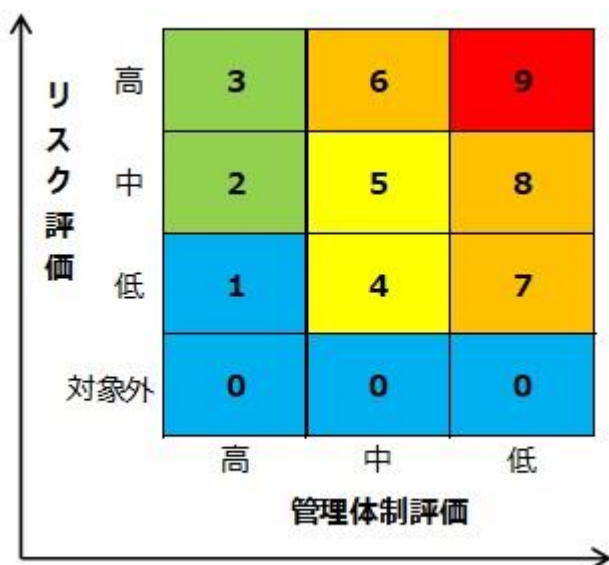 リスク評価
高 3 6 9
中 2 5 8
低 1 4 7
対象外 0 0 0
高 中 低
管理体制評価